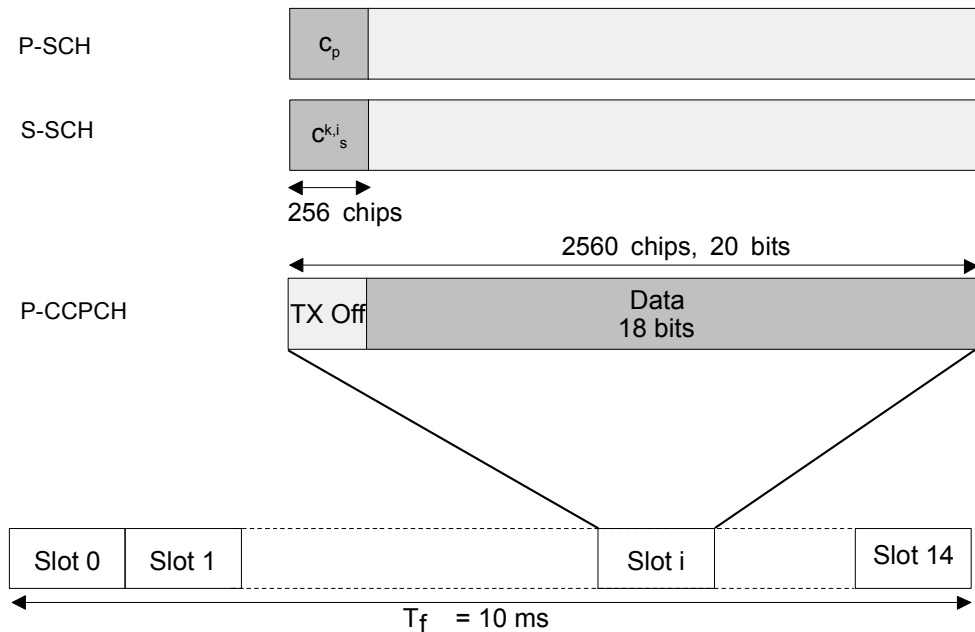 P-SCH
c_p
S-SCH
c^k,i_s
256 chips
2560 chips, 20 bits
P-CCPCH
TX Off
Data
18 bits
Slot 0
Slot 1
Slot i
Slot 14
T_f = 10 ms